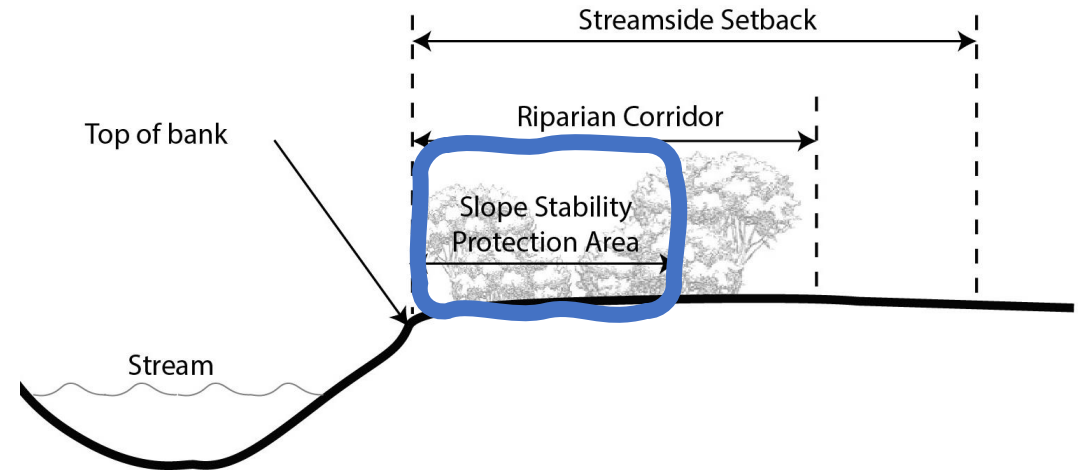 Streamside Setback
Riparian Corridor
Top of bank
Slope Stability
Protection Area
Stream